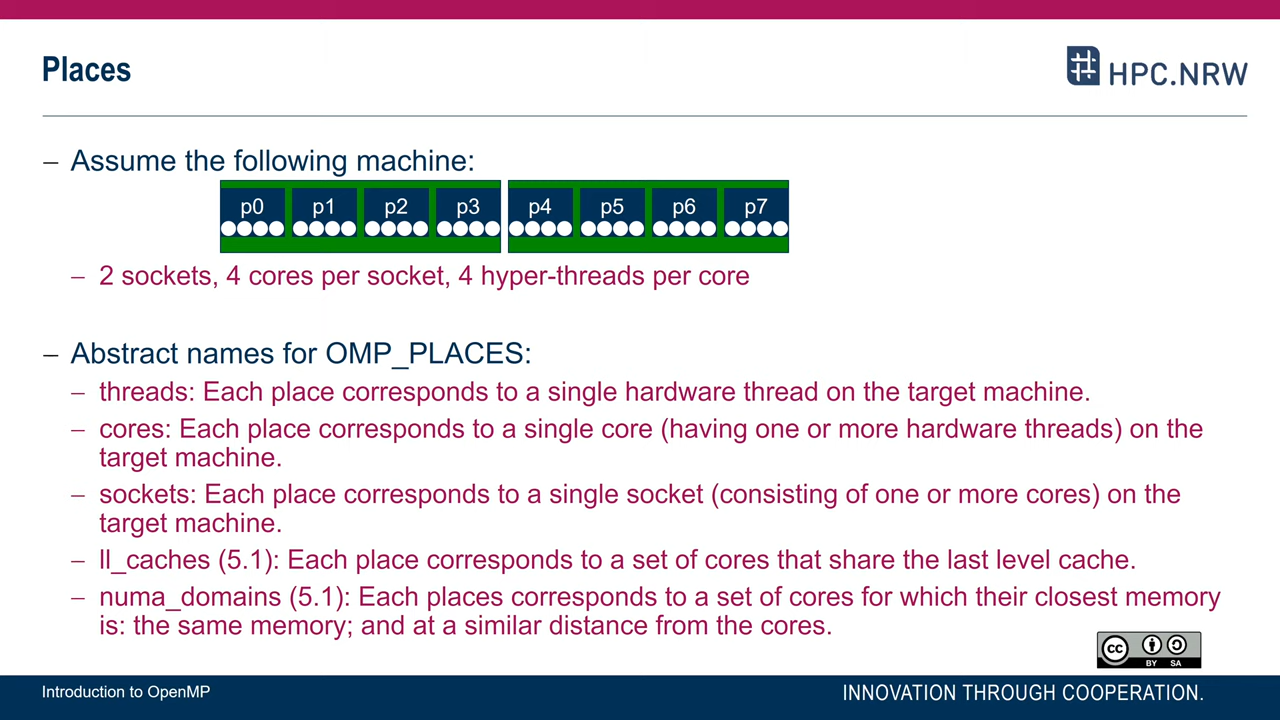 Places
HPC.NRW
– Assume the following machine:
p0 p1 p2 p3 p4 p5 p6 p7
– 2 sockets, 4 cores per socket, 4 hyper-threads per core
– Abstract names for OMP_PLACES:
– threads: Each place corresponds to a single hardware thread on the target machine.
– cores: Each place corresponds to a single core (having one or more hardware threads) on the
target machine.
– sockets: Each place corresponds to a single socket (consisting of one or more cores) on the
target machine.
– ll_caches (5.1): Each place corresponds to a set of cores that share the last level cache.
– numa_domains (5.1): Each places corresponds to a set of cores for which their closest memory
is: the same memory; and at a similar distance from the cores.
cc BY SA
Introduction to OpenMP
INNOVATION THROUGH COOPERATION.